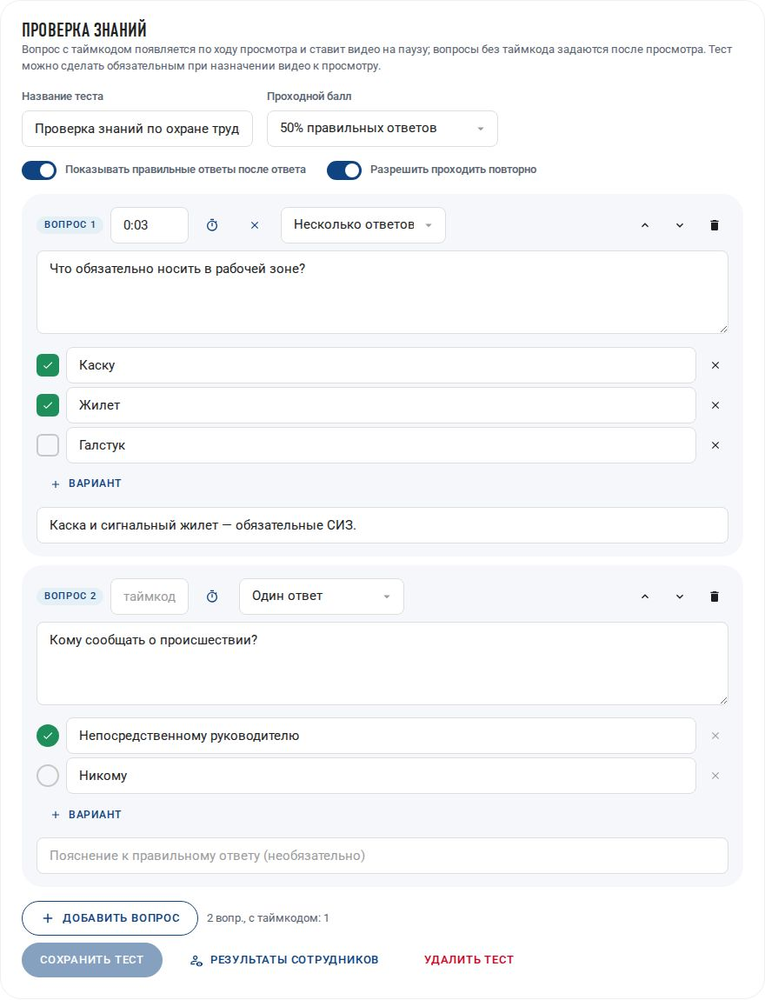 ПРОВЕРКА ЗНАНИЙ
Вопрос с таймкодом появляется по ходу просмотра и ставит видео на паузу; вопросы без таймкода задаются после просмотра. Тест
можно сделать обязательным при назначении видео к просмотру.
Название теста
Проходной балл
Проверка знаний по охране труд
50% правильных ответов
Показывать правильные ответы после ответа
Разрешить проходить повторно
ВОПРОС 1
0:03
Несколько ответов
Что обязательно носить в рабочей зоне?
Каску
Жилет
Галстук
+ ВАРИАНТ
Каска и сигнальный жилет — обязательные СИЗ.
ВОПРОС 2
таймкод
Один ответ
Кому сообщать о происшествии?
Непосредственному руководителю
Никому
+ ВАРИАНТ
Пояснение к правильному ответу (необязательно)
+ ДОБАВИТЬ ВОПРОС
2 вопр., с таймкодом: 1
СОХРАНИТЬ ТЕСТ
РЕЗУЛЬТАТЫ СОТРУДНИКОВ
УДАЛИТЬ ТЕСТ